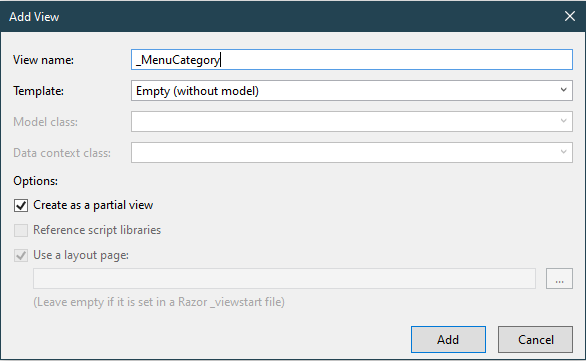 Add View
View name: _MenuCategory
Template: Empty (without model)
Model class:
Data context class:
Options:
Create as a partial view
Reference script libraries
Use a layout page:
...
(Leave empty if it is set in a Razor _viewstart file)
Add Cancel